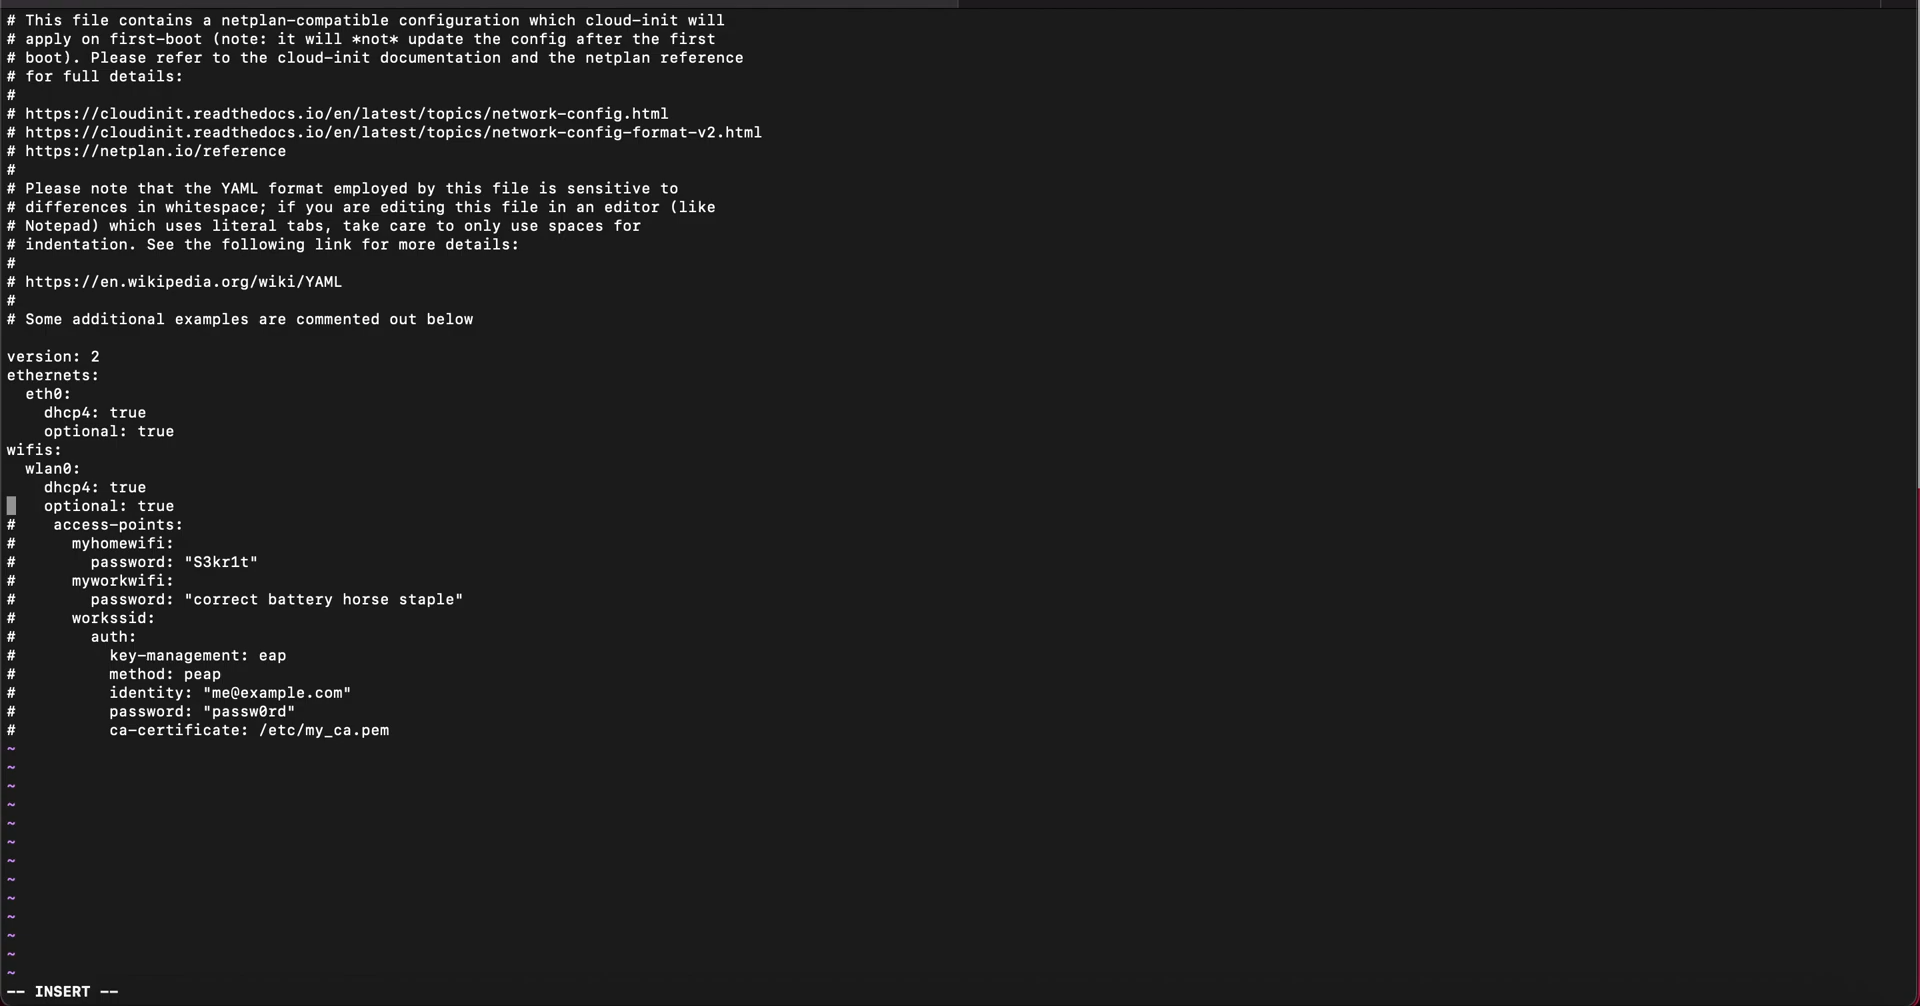 # This file contains a netplan-compatible configuration which cloud-init will
# apply on first-boot (note: it will *not* update the config after the first
# boot). Please refer to the cloud-init documentation and the netplan reference
# for full details:
#
# https://cloudinit.readthedocs.io/en/latest/topics/network-config.html
# https://cloudinit.readthedocs.io/en/latest/topics/network-config-format-v2.html
# https://netplan.io/reference
#
# Please note that the YAML format employed by this file is sensitive to
# differences in whitespace; if you are editing this file in an editor (like
# Notepad) which uses literal tabs, take care to only use spaces for
# indentation. See the following link for more details:
#
# https://en.wikipedia.org/wiki/YAML
#
# Some additional examples are commented out below

version: 2
ethernets:
  eth0:
    dhcp4: true
    optional: true
wifis:
  wlan0:
    dhcp4: true
    optional: true
#    access-points:
#      myhomewifi:
#        password: "S3kr1t"
#      myworkwifi:
#        password: "correct battery horse staple"
#      workssid:
#        auth:
#          key-management: eap
#          method: peap
#          identity: "me@example.com"
#          password: "passw0rd"
#          ca-certificate: /etc/my_ca.pem
~
~
~
~
~
~
~
~
~
~
~
~
~
-- INSERT --